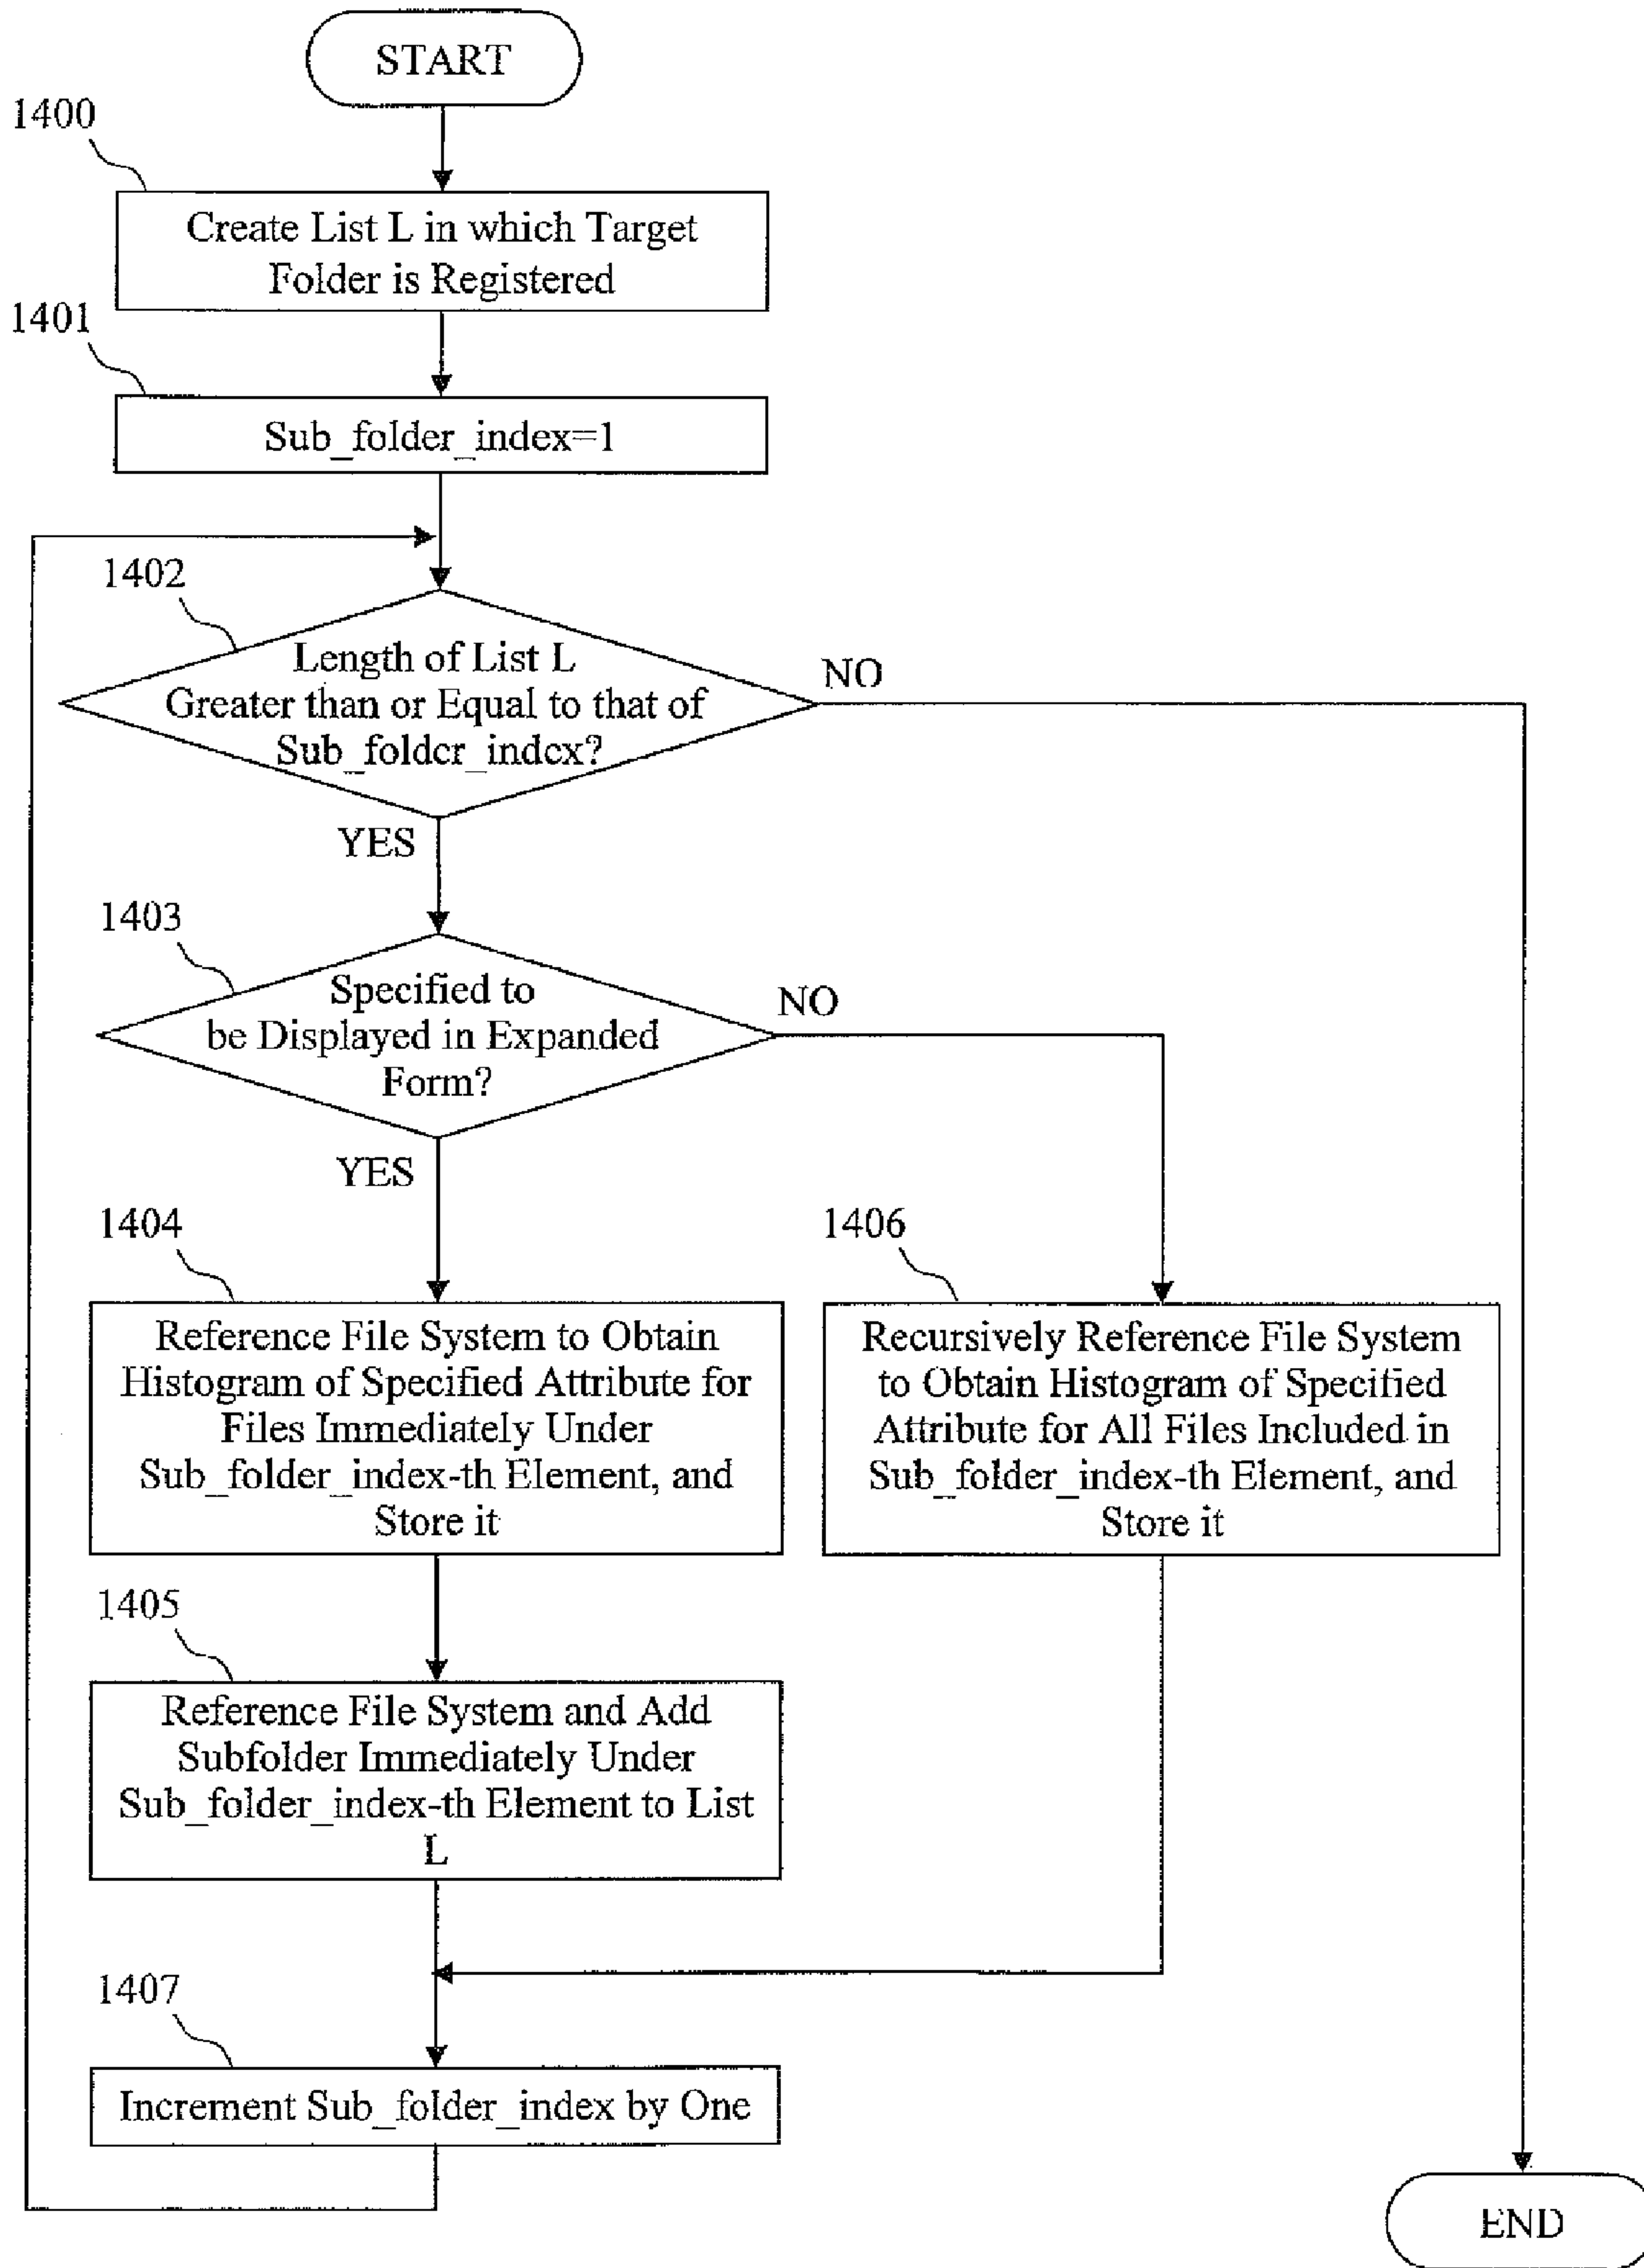 START
1400
Create List L in which Target
Folder is Registered
1401
Sub_folder_index=1
1402
Length of List L
Greater than or Equal to that of
Sub_folder_index?
NO
YES
1403
Specified to
be Displayed in Expanded
Form?
NO
YES
1404
Reference File System to Obtain
Histogram of Specified Attribute for
Files Immediately Under
Sub_folder_index-th Element, and
Store it
1406
Recursively Reference File System
to Obtain Histogram of Specified
Attribute for All Files Included in
Sub_folder_index-th Element, and
Store it
1405
Reference File System and Add
Subfolder Immediately Under
Sub_folder_index-th Element to List
L
1407
Increment Sub_folder_index by One
END